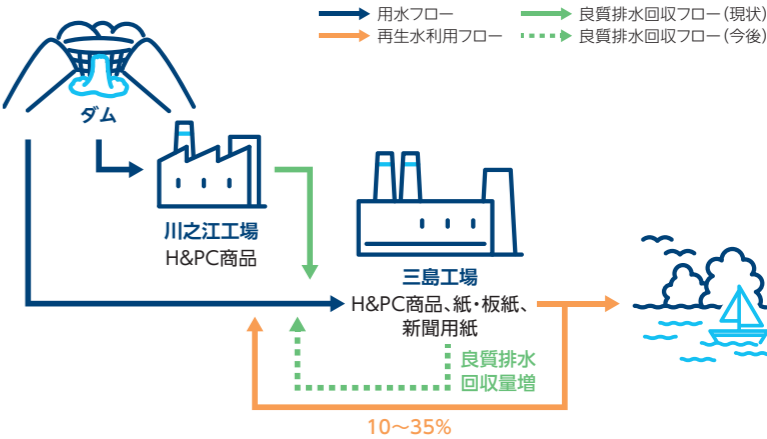 用水フロー
良質排水回収フロー(現状)
再生水利用フロー
良質排水回収フロー(今後)
ダム
川之江工場
H&PC商品
三島工場
H&PC商品、紙・板紙、
新聞用紙
良質排水
回収量増
10〜35%